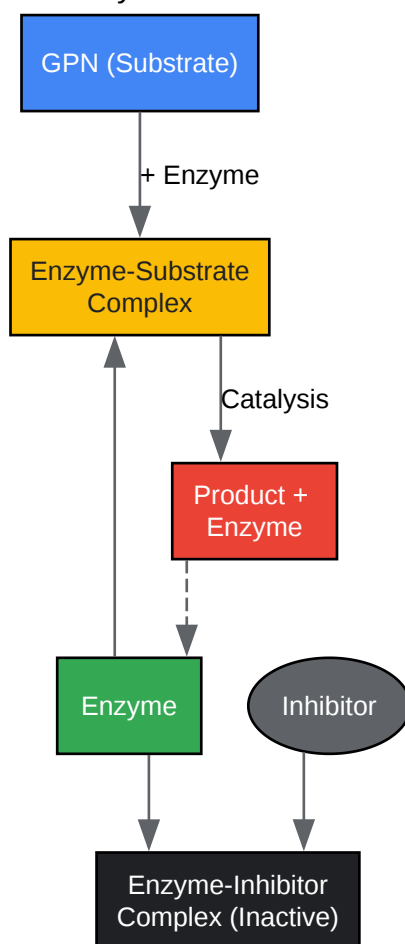 GPN (Substrate)
+ Enzyme
Enzyme-Substrate
Complex
Catalysis
Product +
Enzyme
Enzyme
Inhibitor
Enzyme-Inhibitor
Complex (Inactive)